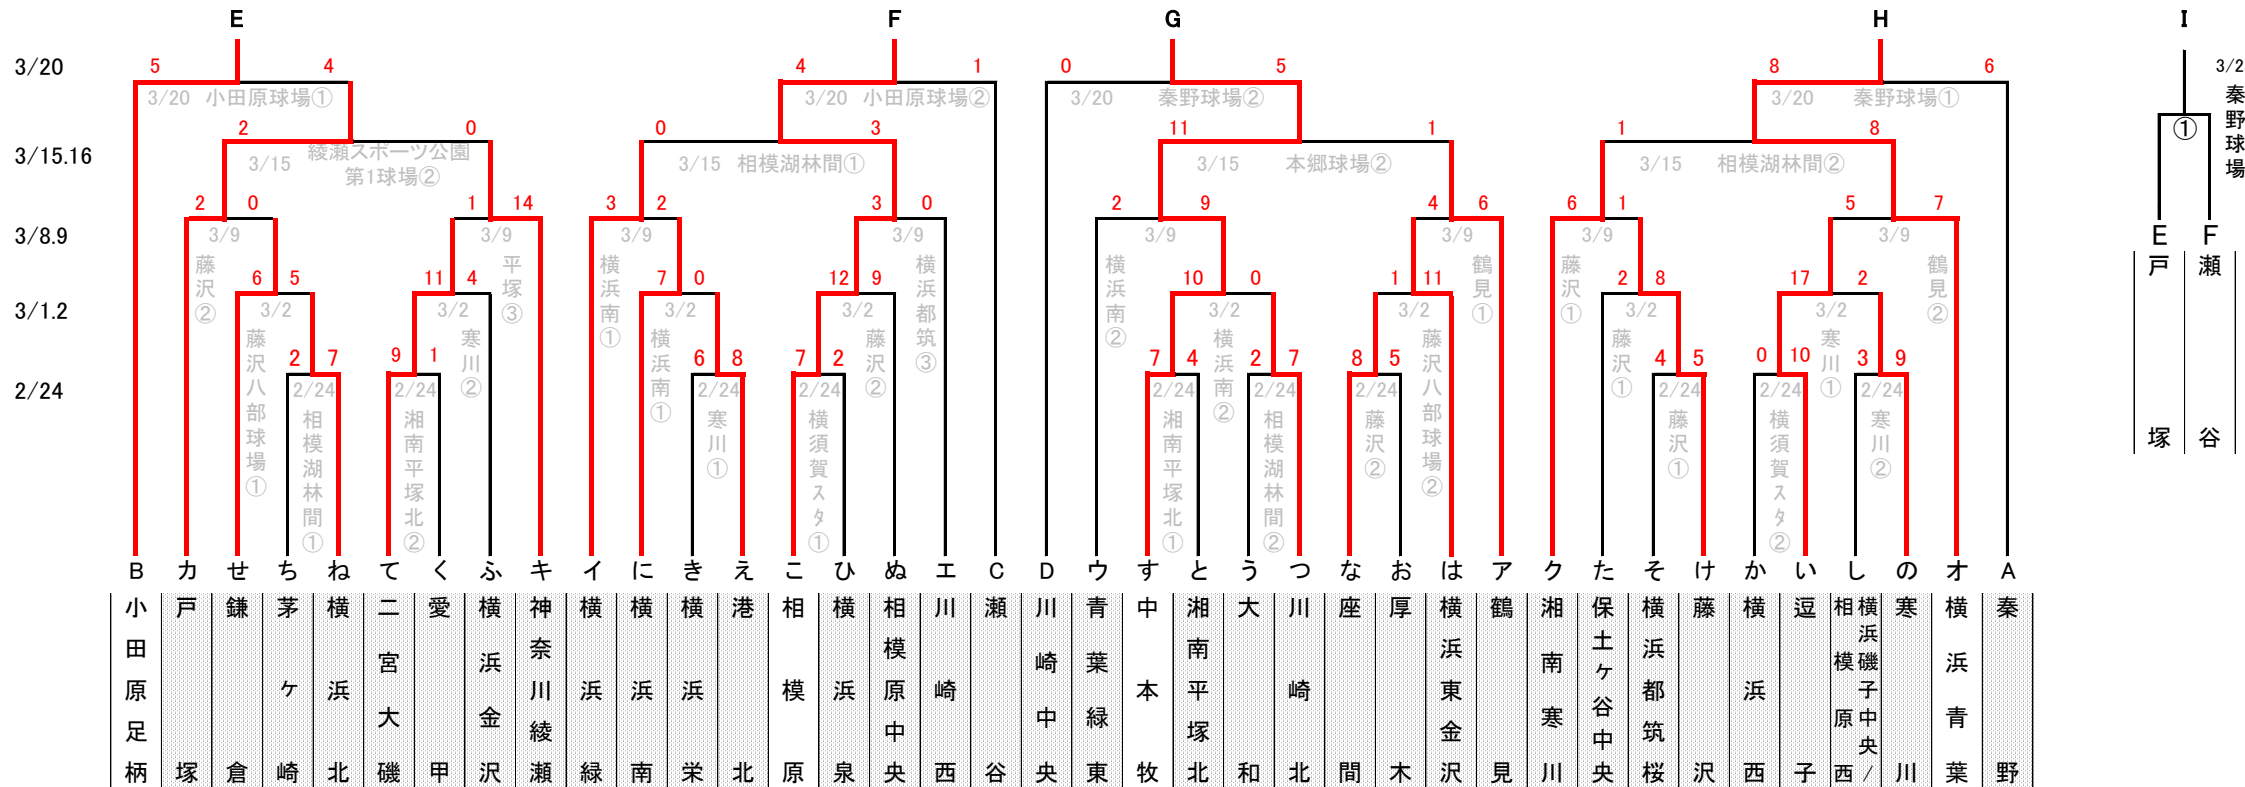 E F G H I
3/20 5 4 4 1 0 5 8 6 3/2
3/20 小田原球場① 3/20 小田原球場② 3/20 秦野球場② 3/20 秦野球場①
秦野球場
①
2 0 0 3 11 1 1 8
3/15.16
3/15 綾瀬スポーツ公園
第1球場②
3/15 相模湖林間① 3/15 本郷球場② 3/15 相模湖林間②
2 0 1 14 3 2 3 0 2 9 4 6 6 1 5 7
3/8.9 3/9 3/9 3/9 3/9 3/9 3/9 3/9 3/9 E F
藤沢② 平塚③ 横浜南① 横浜都筑③ 横浜南② 鶴見① 藤沢① 鶴見②
戸塚 瀬谷
6 5 11 4 7 0 12 9 10 0 1 11 2 8 17 2
3/1.2 3/2 3/2 3/2 3/2 3/2 3/2 3/2 3/2
藤沢八部球場① 寒川② 横浜南① 藤沢② 横浜南② 藤沢八部球場② 藤沢① 寒川①
2 7 9 1 6 8 7 2 7 4 2 7 8 5 4 5 0 10 3 9
2/24 2/24 2/24 2/24 2/24 2/24 2/24 2/24 2/24 2/24 2/24
相模湖林間① 湘南平塚北② 寒川① 横須賀スタ① 湘南平塚北① 相模湖林間② 藤沢② 藤沢① 横須賀スタ② 寒川②
B カ せ ち ね て く ふ キ イ に き え こ ひ ぬ エ C D ウ す と う つ な お は ア ク た そ け か い し の オ A
小田原足柄
戸塚
鎌倉
茅ヶ崎
横浜北
二宮大磯
愛甲
横浜金沢
神奈川綾瀬
横浜緑
横浜南
横浜栄
港北
相模原
横浜泉
相模原中央
川崎西
瀬谷
川崎中央
青葉緑東
中本牧
湘南平塚北
大和
川崎北
座間
厚木
横浜東金沢
鶴見
湘南寒川
保土ヶ谷中央
横浜都筑桜
藤沢
横浜西
逗子
横浜磯子中央/
相模原西
寒川
横浜青葉
秦野